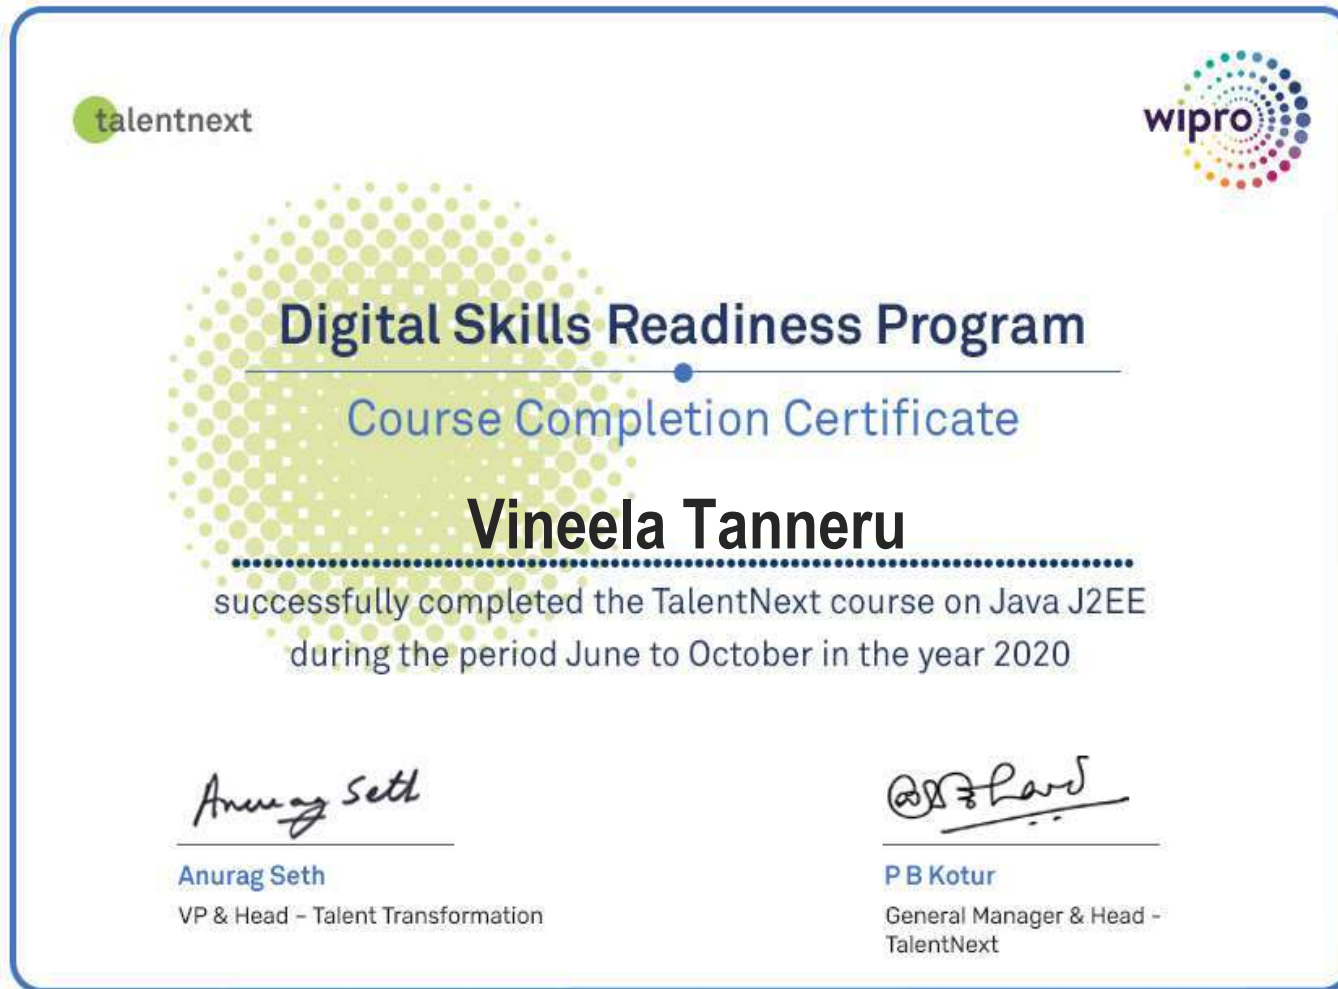 talentnext
wipro
Digital Skills Readiness Program
Course Completion Certificate
Vineela Tanneru
successfully completed the TalentNext course on Java J2EE
during the period June to October in the year 2020
Anurag Seth
Anurag Seth
P B Kotur
VP & Head – Talent Transformation
General Manager & Head -
TalentNext